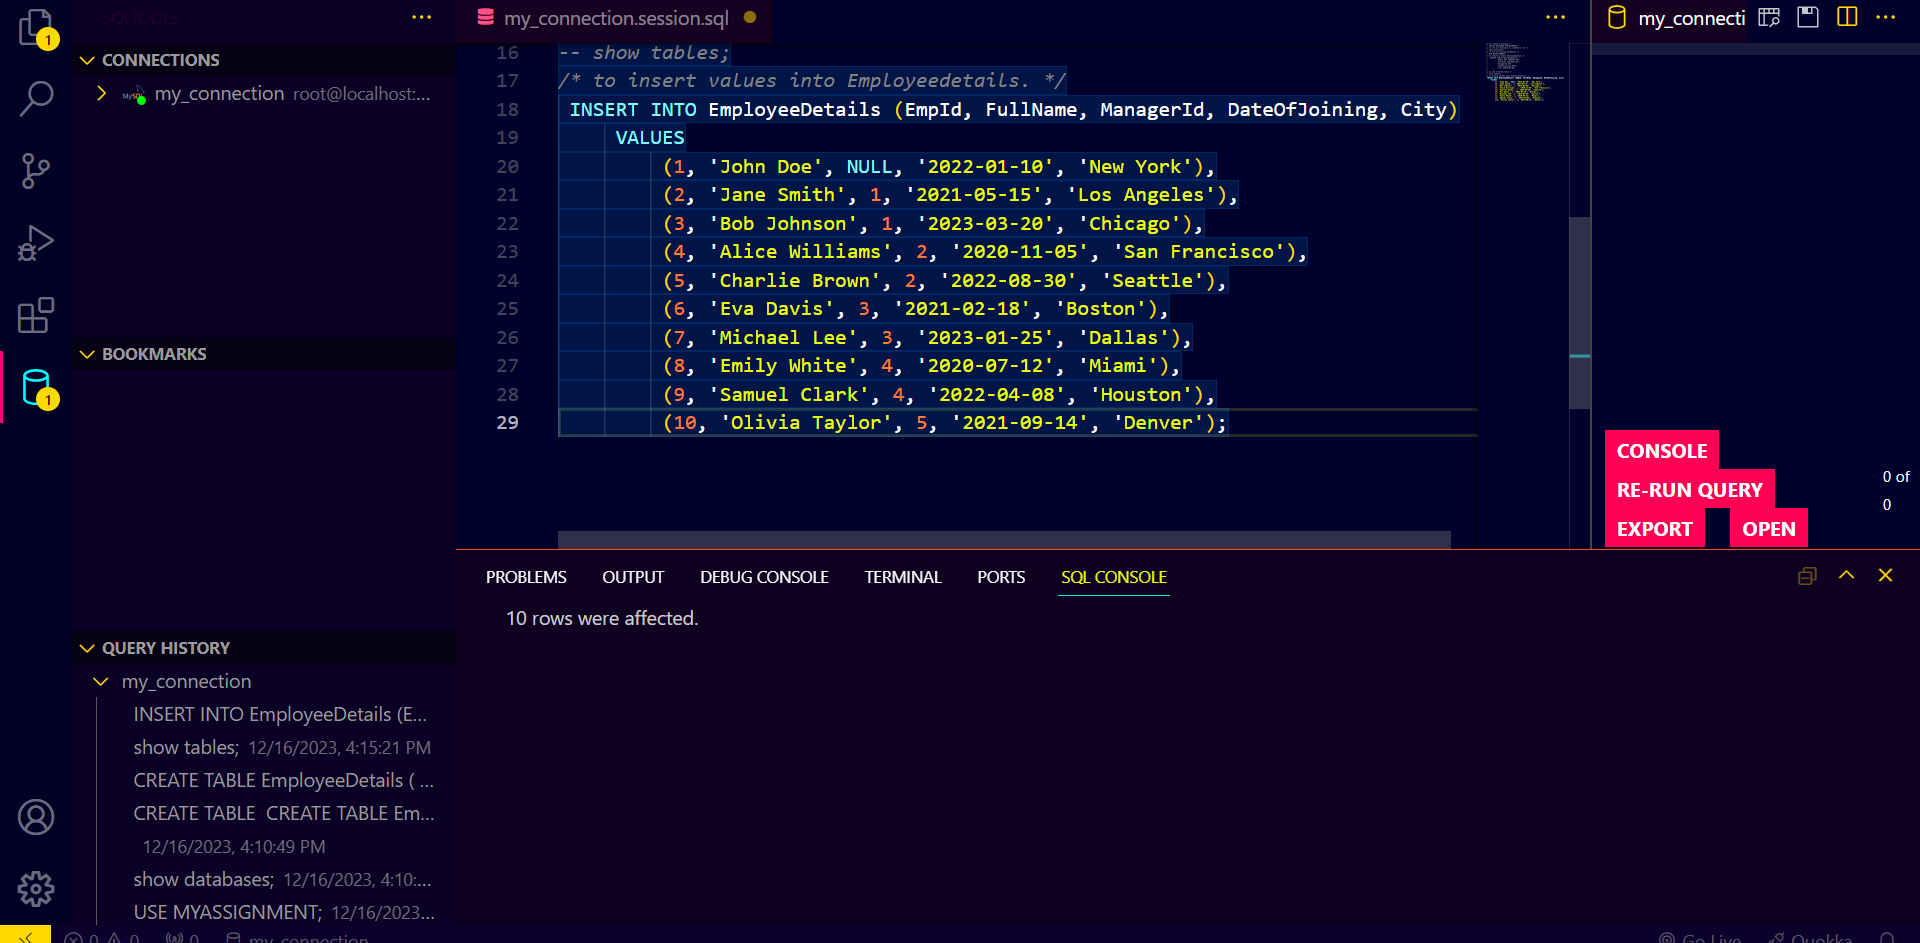 SQLTOOLS
1
CONNECTIONS
my_connection root@localhost:...
BOOKMARKS
1
QUERY HISTORY
my_connection
INSERT INTO EmployeeDetails (E...
show tables; 12/16/2023, 4:15:21 PM
CREATE TABLE EmployeeDetails ( ...
CREATE TABLE  CREATE TABLE Em...
12/16/2023, 4:10:49 PM
show databases; 12/16/2023, 4:10:...
USE MYASSIGNMENT; 12/16/2023...
my_connection.session.sql
16 -- show tables;
17 /* to insert values into Employeedetails. */
18 INSERT INTO EmployeeDetails (EmpId, FullName, ManagerId, DateOfJoining, City)
19 VALUES
20 (1, 'John Doe', NULL, '2022-01-10', 'New York'),
21 (2, 'Jane Smith', 1, '2021-05-15', 'Los Angeles'),
22 (3, 'Bob Johnson', 1, '2023-03-20', 'Chicago'),
23 (4, 'Alice Williams', 2, '2020-11-05', 'San Francisco'),
24 (5, 'Charlie Brown', 2, '2022-08-30', 'Seattle'),
25 (6, 'Eva Davis', 3, '2021-02-18', 'Boston'),
26 (7, 'Michael Lee', 3, '2023-01-25', 'Dallas'),
27 (8, 'Emily White', 4, '2020-07-12', 'Miami'),
28 (9, 'Samuel Clark', 4, '2022-04-08', 'Houston'),
29 (10, 'Olivia Taylor', 5, '2021-09-14', 'Denver');
my_connecti
CONSOLE
RE-RUN QUERY
EXPORT OPEN
0 of
0
PROBLEMS OUTPUT DEBUG CONSOLE TERMINAL PORTS SQL CONSOLE
10 rows were affected.
0 0 0 my_connection Go Live Quokka